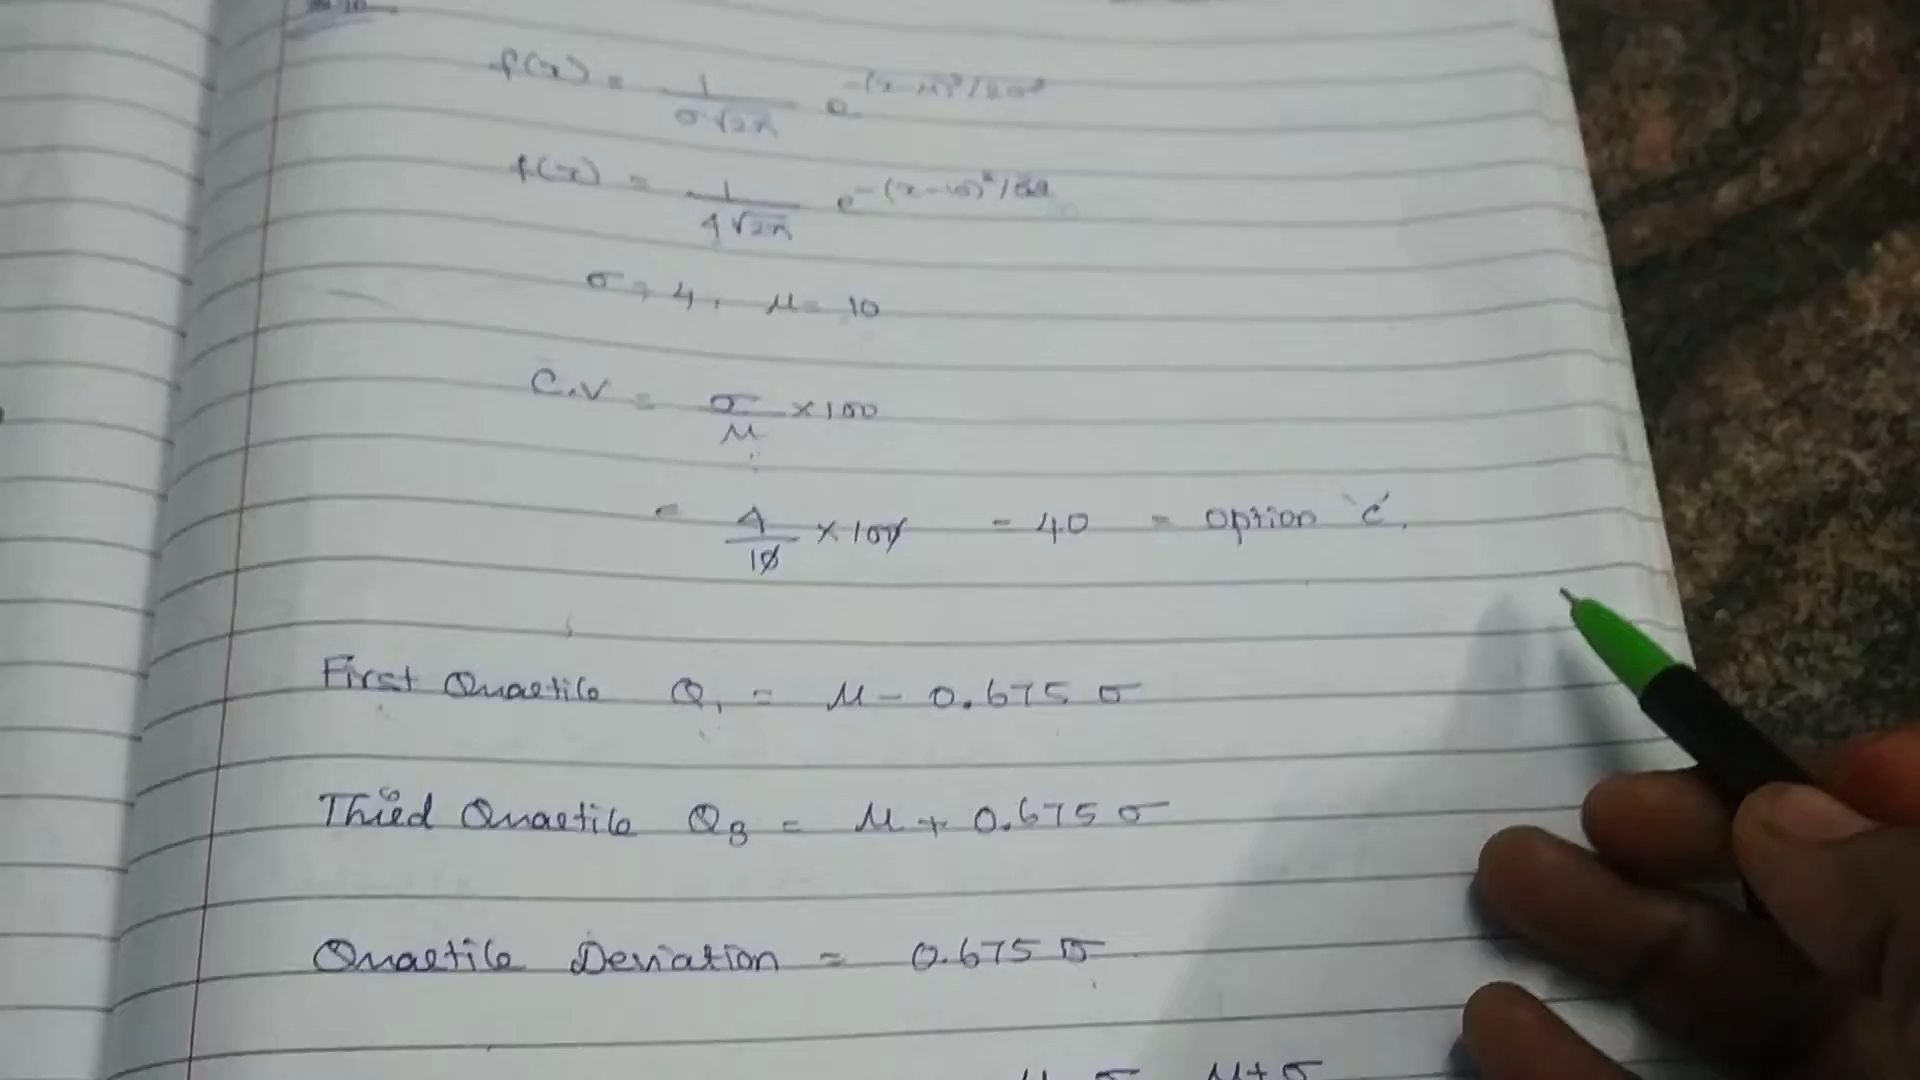 f(x) = 1/σ√2π e^-(x-μ)²/2σ²
f(x) = 1/4√2π e^-(x-10)²/32
σ = 4, μ = 10
C.V = σ/μ × 100
= 4/10 × 100 = 40 = option 'c'.
First Quartile Q₁ = μ - 0.675 σ
Third Quartile Q₃ = μ + 0.675 σ
Quartile Deviation = 0.675 σ
μ - σ, μ + σ